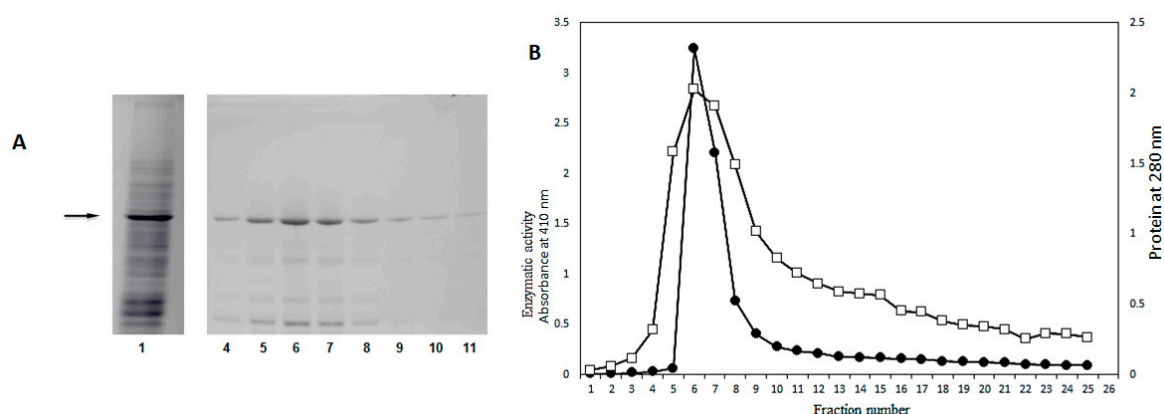 A
1
4 5 6 7 8 9 10 11
B
Enzymatic activity
Absorbance at 410 nm
3.5
3
2.5
2
1.5
1
0.5
0
2.5
2
1.5
1
0.5
0
Protein at 280 nm
1 2 3 4 5 6 7 8 9 10 11 12 13 14 15 16 17 18 19 20 21 22 23 24 25 26
Fraction number